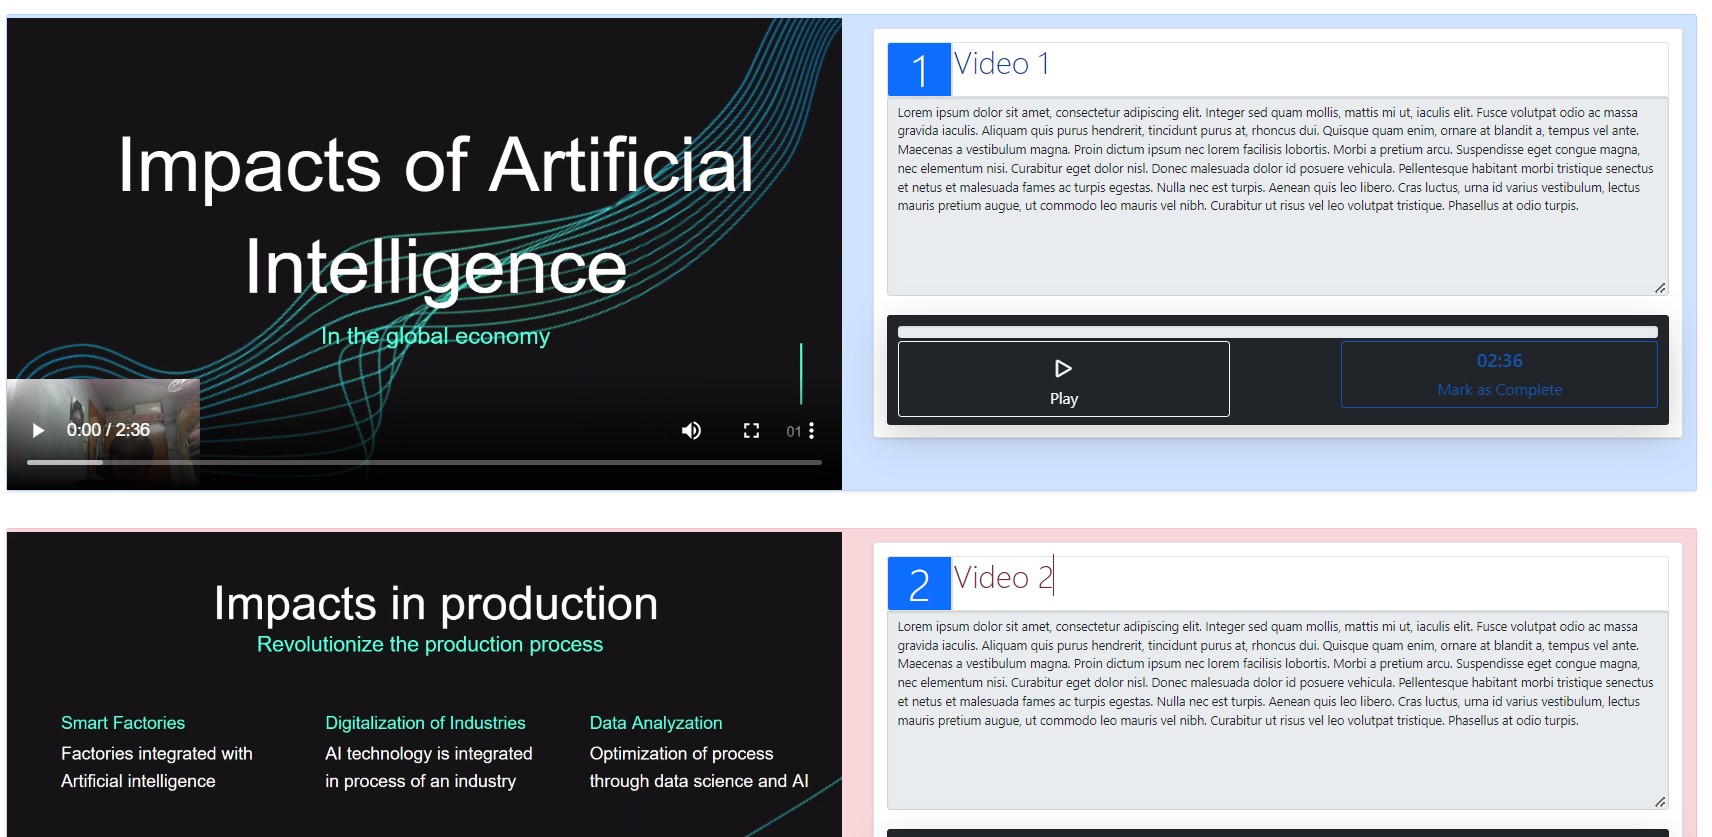 Impacts of Artificial
Intelligence
In the global economy
0:00 / 2:36
01
1
Video 1
Lorem ipsum dolor sit amet, consectetur adipiscing elit. Integer sed quam mollis, mattis mi ut, iaculis elit. Fusce volutpat odio ac massa
gravida iaculis. Aliquam quis purus hendrerit, tincidunt purus at, rhoncus dui. Quisque quam enim, ornare at blandit a, tempus vel ante.
Maecenas a vestibulum magna. Proin dictum ipsum nec lorem facilisis lobortis. Morbi a pretium arcu. Suspendisse eget congue magna,
nec elementum nisi. Curabitur eget dolor nisl. Donec malesuada dolor id posuere vehicula. Pellentesque habitant morbi tristique senectus
et netus et malesuada fames ac turpis egestas. Nulla nec est turpis. Aenean quis leo libero. Cras luctus, urna id varius vestibulum, lectus
mauris pretium augue, ut commodo leo mauris vel nibh. Curabitur ut risus vel leo volutpat tristique. Phasellus at odio turpis.
Play
02:36
Mark as Complete
Impacts in production
Revolutionize the production process
Smart Factories
Factories integrated with
Artificial intelligence
Digitalization of Industries
AI technology is integrated
in process of an industry
Data Analyzation
Optimization of process
through data science and AI
2
Video 2
Lorem ipsum dolor sit amet, consectetur adipiscing elit. Integer sed quam mollis, mattis mi ut, iaculis elit. Fusce volutpat odio ac massa
gravida iaculis. Aliquam quis purus hendrerit, tincidunt purus at, rhoncus dui. Quisque quam enim, ornare at blandit a, tempus vel ante.
Maecenas a vestibulum magna. Proin dictum ipsum nec lorem facilisis lobortis. Morbi a pretium arcu. Suspendisse eget congue magna,
nec elementum nisi. Curabitur eget dolor nisl. Donec malesuada dolor id posuere vehicula. Pellentesque habitant morbi tristique senectus
et netus et malesuada fames ac turpis egestas. Nulla nec est turpis. Aenean quis leo libero. Cras luctus, urna id varius vestibulum, lectus
mauris pretium augue, ut commodo leo mauris vel nibh. Curabitur ut risus vel leo volutpat tristique. Phasellus at odio turpis.